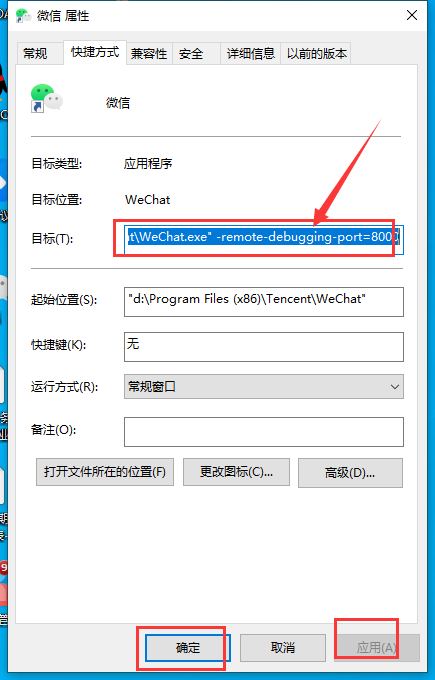 微信 属性
常规 快捷方式 兼容性 安全 详细信息 以前的版本
微信
目标类型: 应用程序
目标位置: WeChat
目标(T): \WeChat.exe" -remote-debugging-port=8000
起始位置(S): "d:\Program Files (x86)\Tencent\WeChat"
快捷键(K): 无
运行方式(R): 常规窗口
备注(O):
打开文件所在的位置(F) 更改图标(C)... 高级(D)...
确定 取消 应用(A)